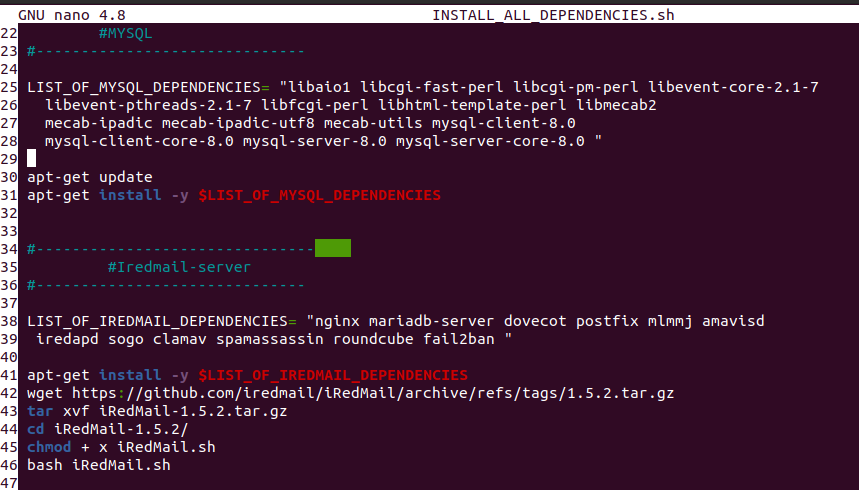 GNU nano 4.8 INSTALL_ALL_DEPENDENCIES.sh
22 #MYSQL
23 #------------------------------
24
25 LIST_OF_MYSQL_DEPENDENCIES= "libaio1 libcgi-fast-perl libcgi-pm-perl libevent-core-2.1-7
26 libevent-pthreads-2.1-7 libfcgi-perl libhtml-template-perl libmecab2
27 mecab-ipadic mecab-ipadic-utf8 mecab-utils mysql-client-8.0
28 mysql-client-core-8.0 mysql-server-8.0 mysql-server-core-8.0 "
29
30 apt-get update
31 apt-get install -y $LIST_OF_MYSQL_DEPENDENCIES
32
33
34 #-------------------------------
35 #Iredmail-server
36 #------------------------------
37
38 LIST_OF_IREDMAIL_DEPENDENCIES= "nginx mariadb-server dovecot postfix mlmmj amavisd
39 iredapd sogo clamav spamassassin roundcube fail2ban "
40
41 apt-get install -y $LIST_OF_IREDMAIL_DEPENDENCIES
42 wget https://github.com/iredmail/iRedMail/archive/refs/tags/1.5.2.tar.gz
43 tar xvf iRedMail-1.5.2.tar.gz
44 cd iRedMail-1.5.2/
45 chmod + x iRedMail.sh
46 bash iRedMail.sh
47